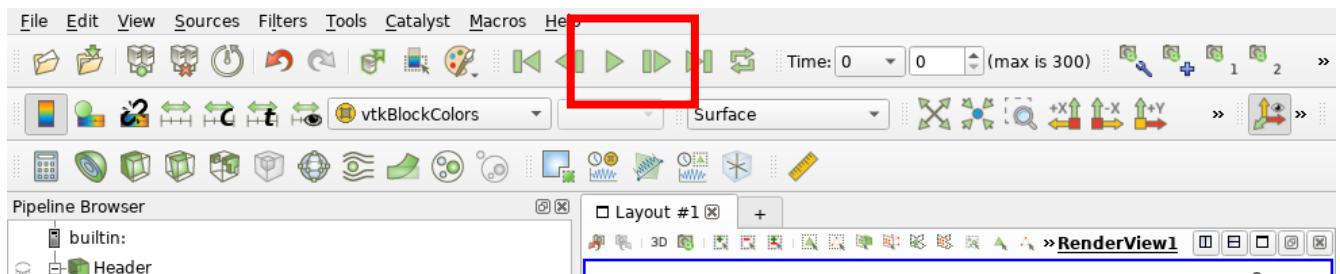 File Edit View Sources Filters Tools Catalyst Macros Help
Time: 0 0 (max is 300) 1 2 »
C t vtkBlockColors Surface +X -X +Y » »
Pipeline Browser
Layout #1 +
builtin:
3D » RenderView1
Header